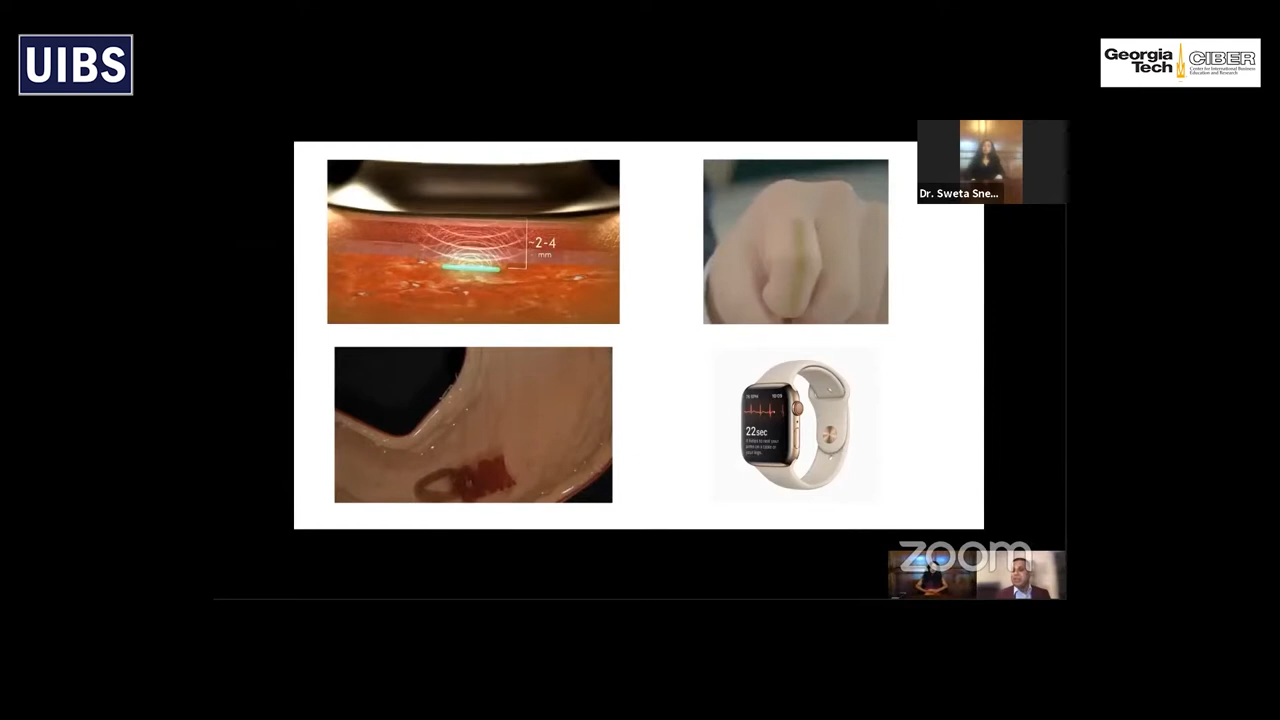 UIBS
Georgia
Tech
CIBER
Center for International Business
Education and Research
Dr. Sweta Sne...
~2-4
mm
22sec
zoom